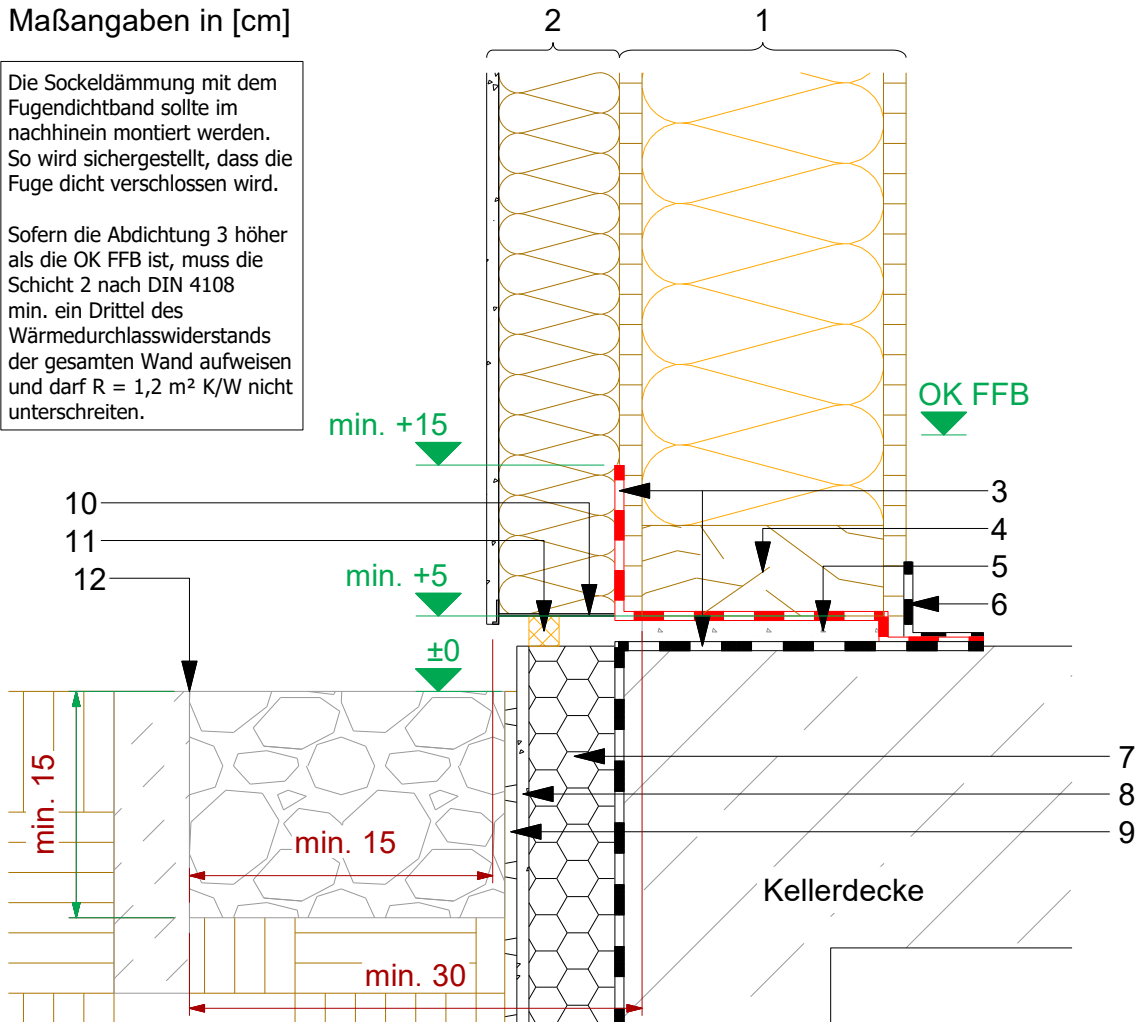 Maßangaben in [cm]
2
1
Die Sockeldämmung mit dem
Fugendichtband sollte im
nachhinein montiert werden.
So wird sichergestellt, dass die
Fuge dicht verschlossen wird.
Sofern die Abdichtung 3 höher
als die OK FFB ist, muss die
Schicht 2 nach DIN 4108
min. ein Drittel des
Wärmedurchlasswiderstands
der gesamten Wand aufweisen
und darf R = 1,2 m² K/W nicht
unterschreiten.
OK FFB
min. +15
10
3
11
4
12
min. +5
5
6
±0
7
8
min. 15
min. 15
9
Kellerdecke
min. 30